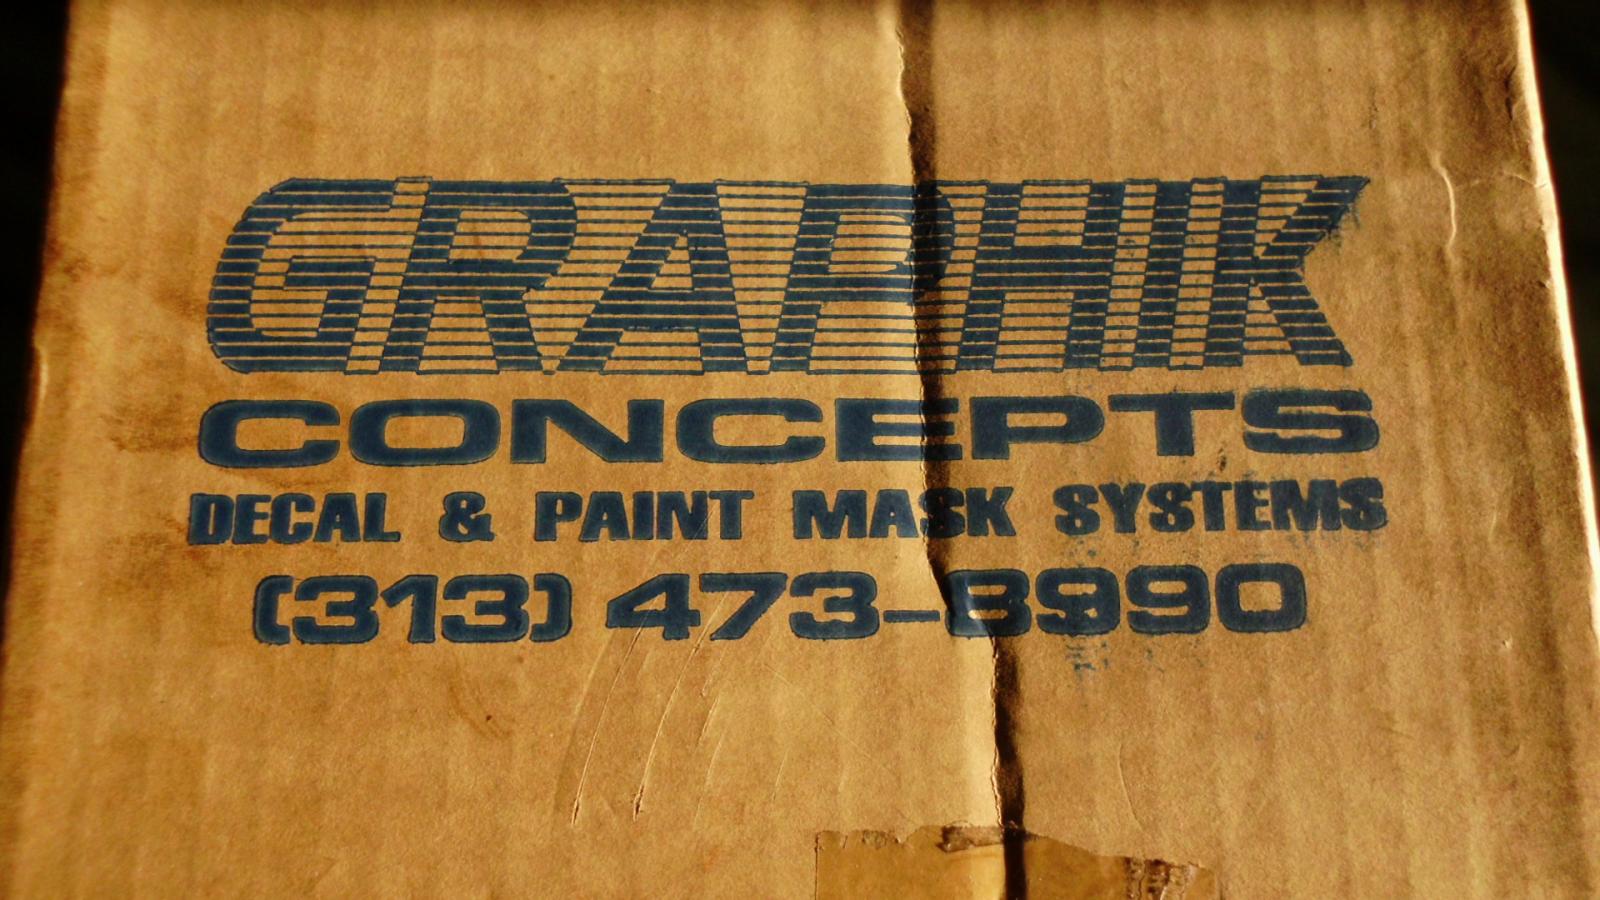 GRAPHIK
CONCEPTS
DECAL & PAINT MASK SYSTEMS
(313) 473-8990